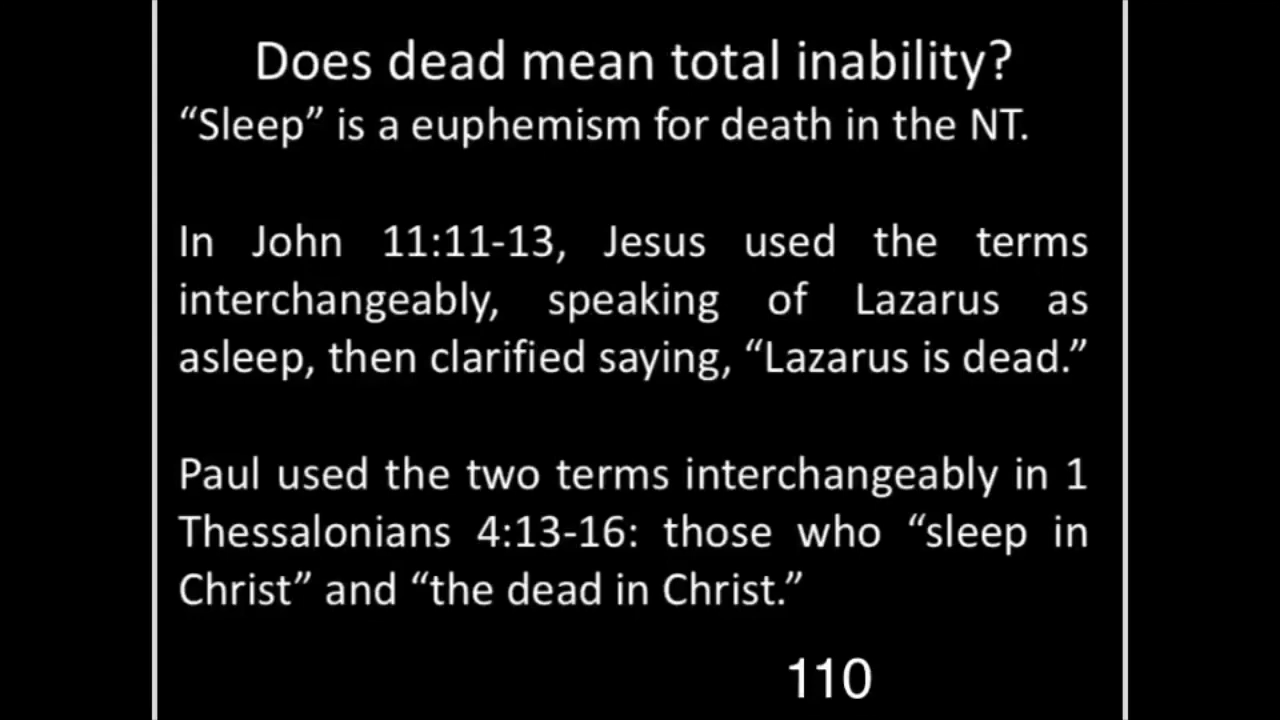 Does dead mean total inability?
“Sleep” is a euphemism for death in the NT.
In John 11:11-13, Jesus used the terms
interchangeably, speaking of Lazarus as
asleep, then clarified saying, “Lazarus is dead.”
Paul used the two terms interchangeably in 1
Thessalonians 4:13-16: those who “sleep in
Christ” and “the dead in Christ.”
110